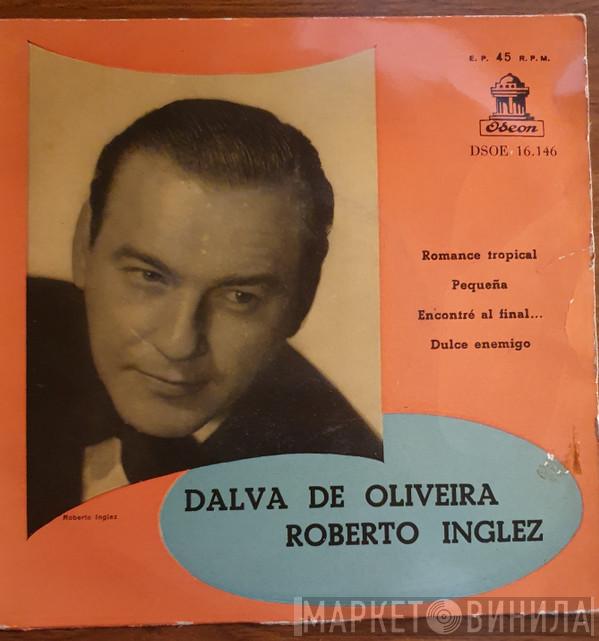 E. P. 45 R. P. M.
Odeon
DSOE 16.146
Romance tropical
Pequeña
Encontré al final...
Dulce enemigo
DALVA DE OLIVEIRA
ROBERTO INGLEZ
Roberto Inglez
МАРКЕТ ВИНИЛА